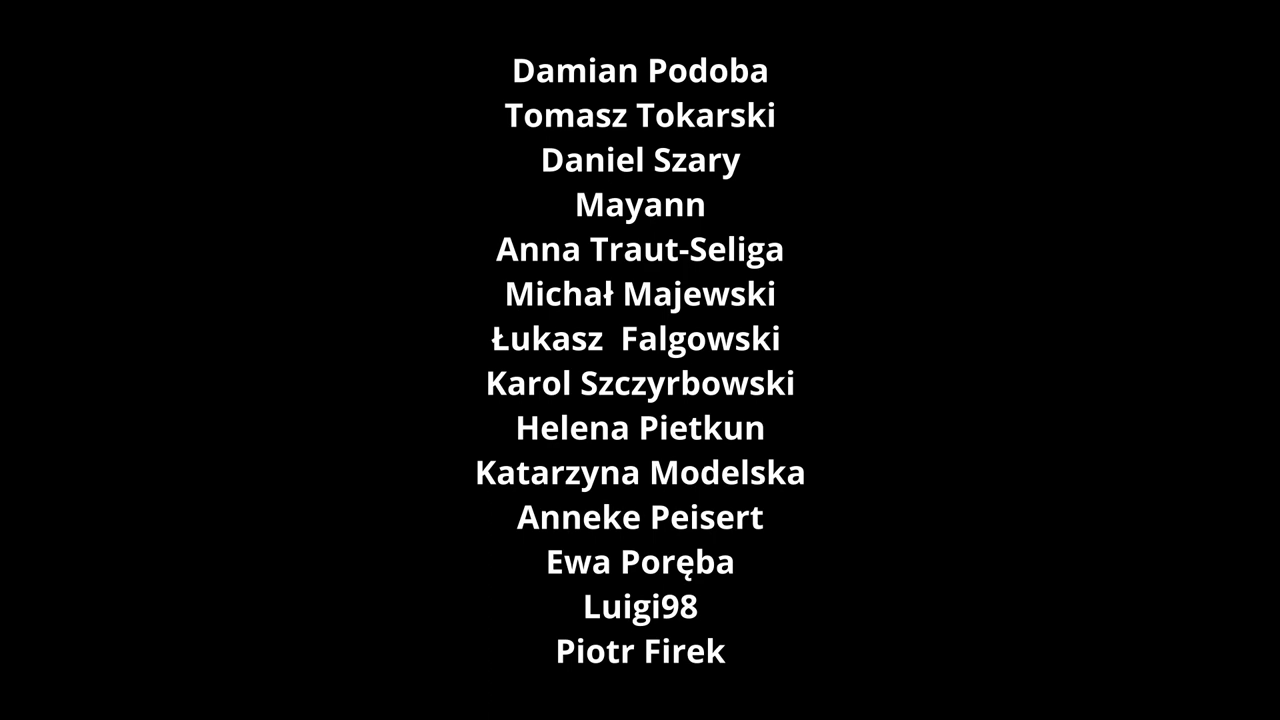 Damian Podoba
Tomasz Tokarski
Daniel Szary
Mayann
Anna Traut-Seliga
Michał Majewski
Łukasz  Falgowski
Karol Szczyrbowski
Helena Pietkun
Katarzyna Modelska
Anneke Peisert
Ewa Poręba
Luigi98
Piotr Firek